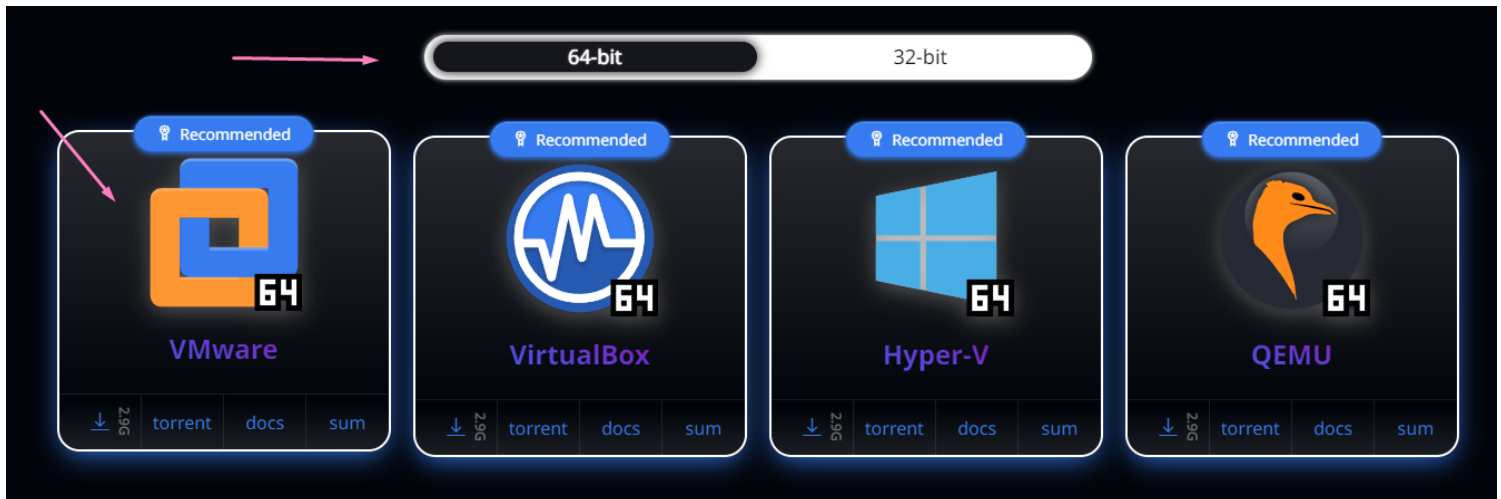 64-bit 32-bit
Recommended Recommended Recommended Recommended
64 64 64 64
VMware VirtualBox Hyper-V QEMU
2.9G torrent docs sum 2.9G torrent docs sum 2.9G torrent docs sum 2.9G torrent docs sum